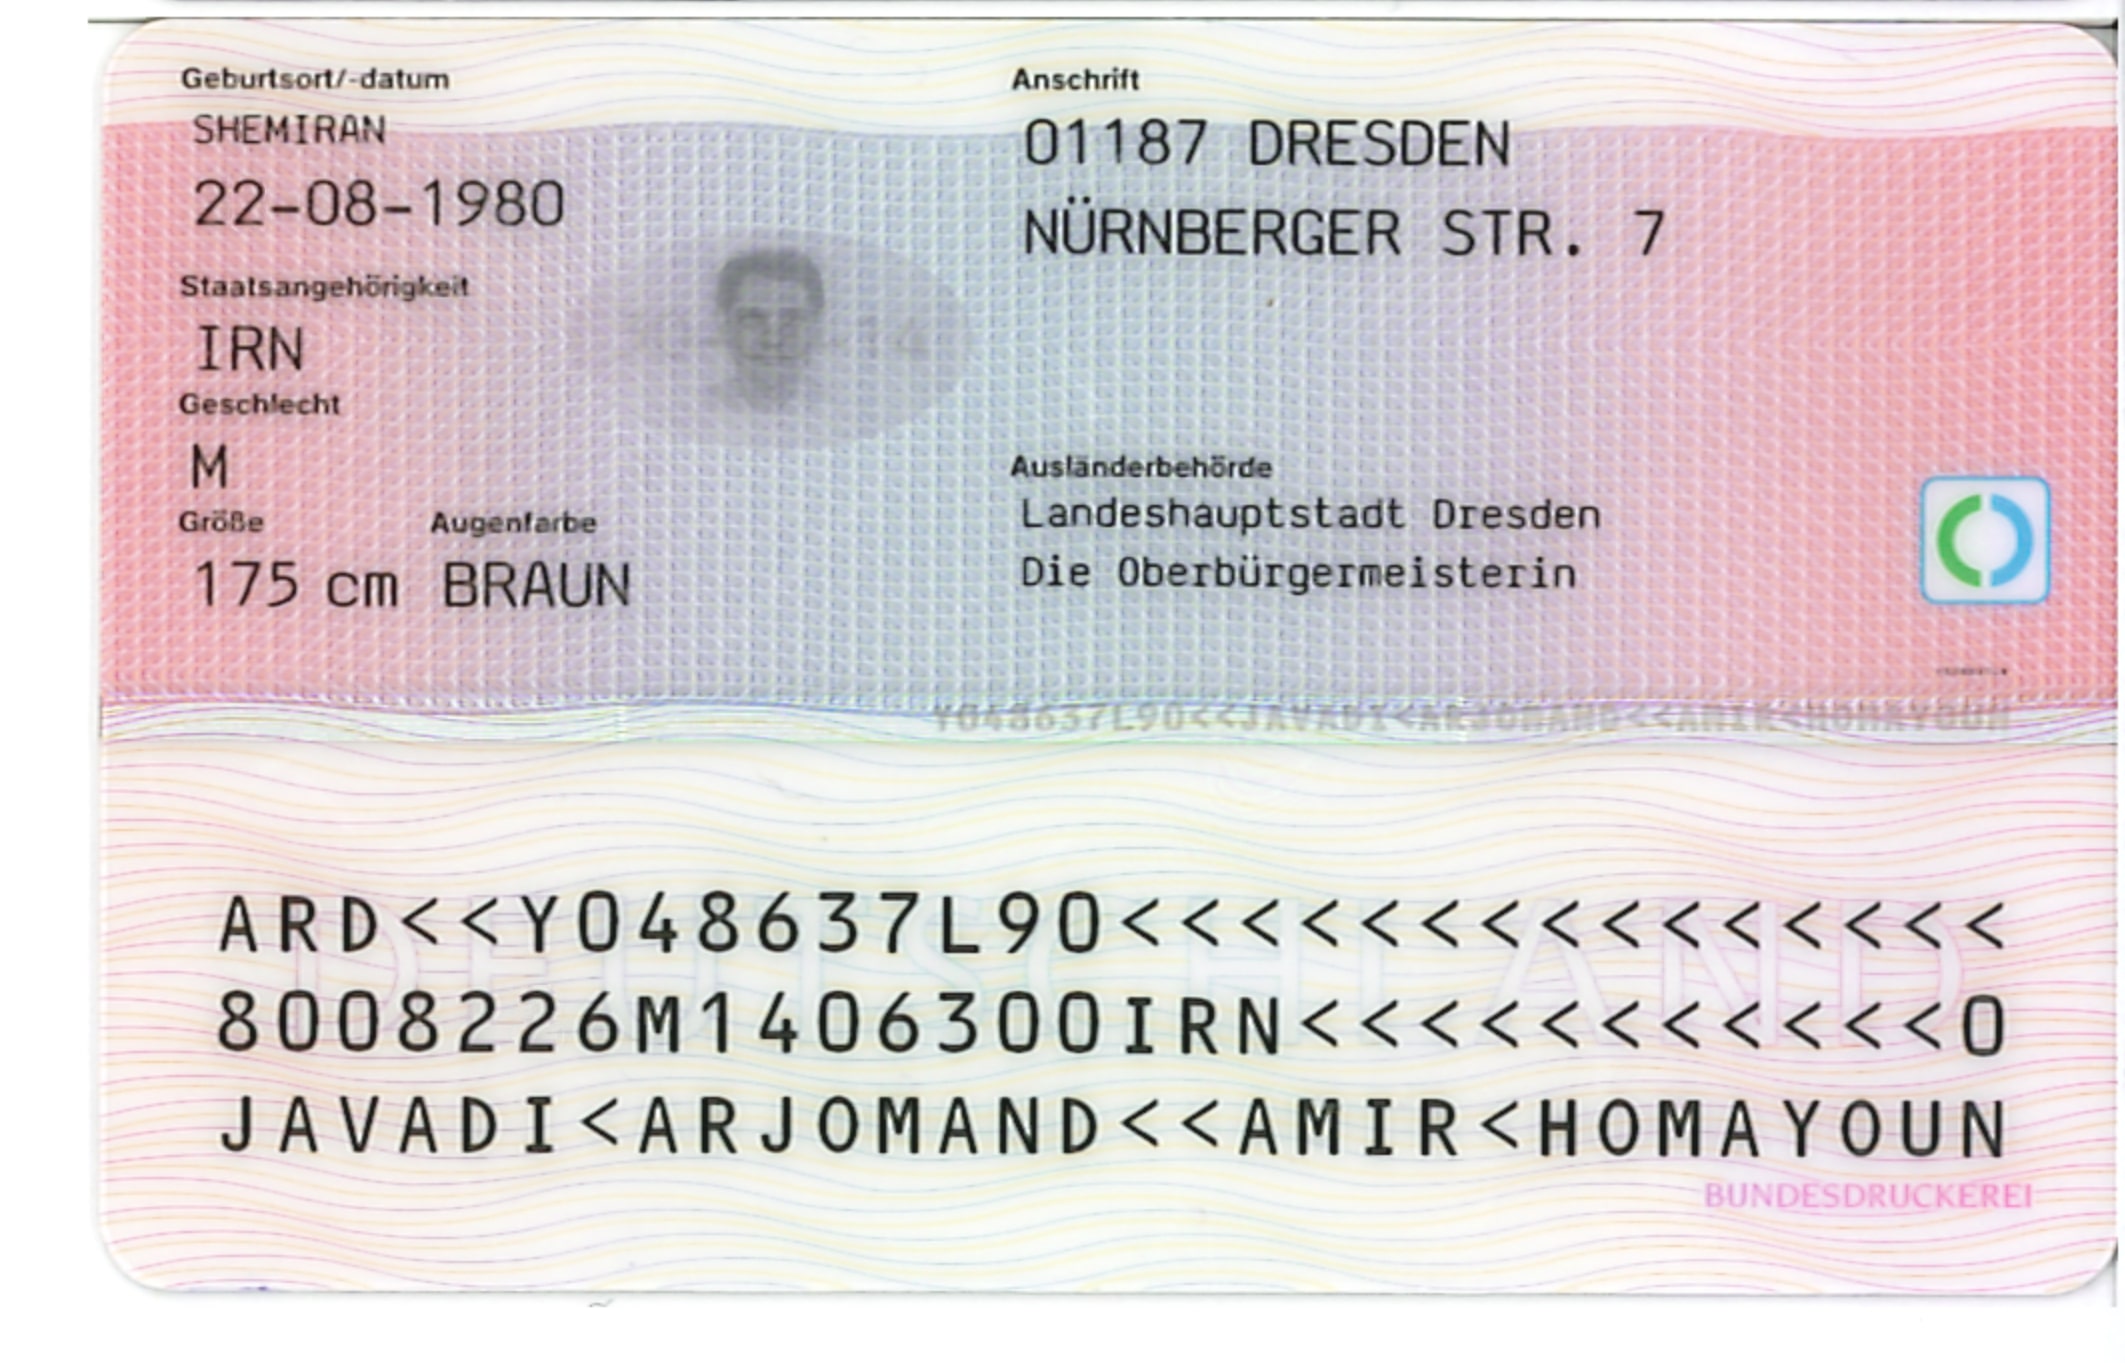 Geburtsort/-datum
SHEMIRAN
22-08-1980
Staatsangehörigkeit
IRN
Geschlecht
M
Größe Augenfarbe
175 cm BRAUN
Anschrift
01187 DRESDEN
NÜRNBERGER STR. 7
Ausländerbehörde
Landeshauptstadt Dresden
Die Oberbürgermeisterin
Y048637L90<<JAVADI<ARJOMAND<<AMIR<HOMAYOUN
DEUTSCHLAND
ARD<<Y048637L90<<<<<<<<<<<<<<<
8008226M1406300IRN<<<<<<<<<<<0
JAVADI<ARJOMAND<<AMIR<HOMAYOUN
BUNDESDRUCKEREI